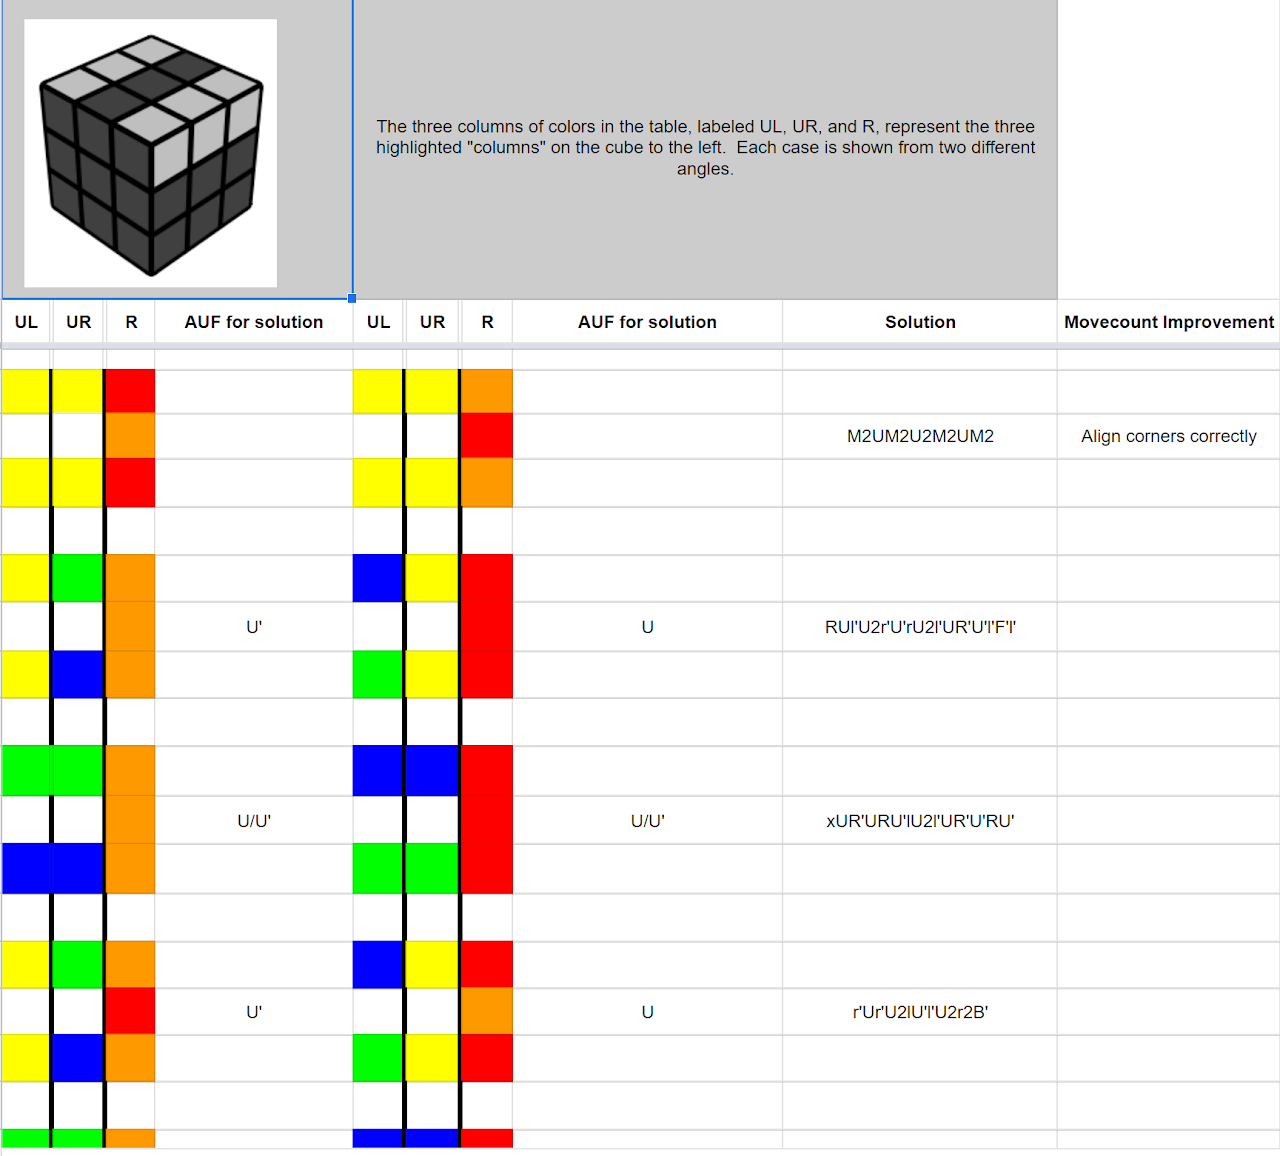 The three columns of colors in the table, labeled UL, UR, and R, represent the three
highlighted "columns" on the cube to the left.  Each case is shown from two different
angles.
UL UR R AUF for solution UL UR R AUF for solution Solution Movecount Improvement
M2UM2U2M2UM2 Align corners correctly
U' U RUl'U2r'U'rU2l'UR'U'l'F'l'
U/U' U/U' xUR'URU'lU2l'UR'U'RU'
U' U r'Ur'U2lU'l'U2r2B'